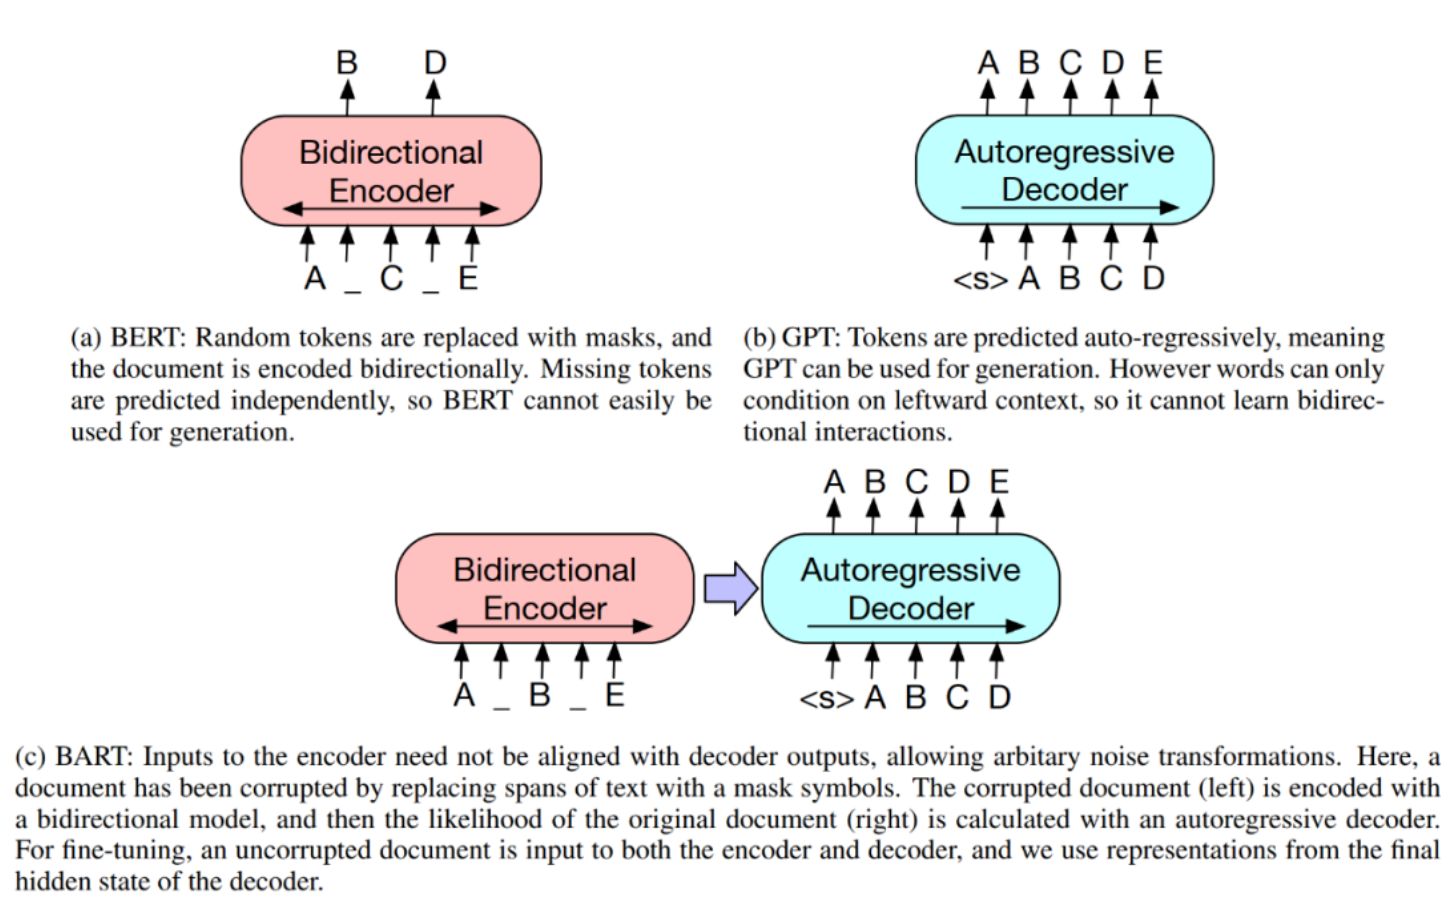 B D
Bidirectional
Encoder
A _ C _ E
(a) BERT: Random tokens are replaced with masks, and
the document is encoded bidirectionally. Missing tokens
are predicted independently, so BERT cannot easily be
used for generation.
A B C D E
Autoregressive
Decoder
<s> A B C D
(b) GPT: Tokens are predicted auto-regressively, meaning
GPT can be used for generation. However words can only
condition on leftward context, so it cannot learn bidirec-
tional interactions.
Bidirectional
Encoder
A _ B _ E
A B C D E
Autoregressive
Decoder
<s> A B C D
(c) BART: Inputs to the encoder need not be aligned with decoder outputs, allowing arbitary noise transformations. Here, a
document has been corrupted by replacing spans of text with a mask symbols. The corrupted document (left) is encoded with
a bidirectional model, and then the likelihood of the original document (right) is calculated with an autoregressive decoder.
For fine-tuning, an uncorrupted document is input to both the encoder and decoder, and we use representations from the final
hidden state of the decoder.